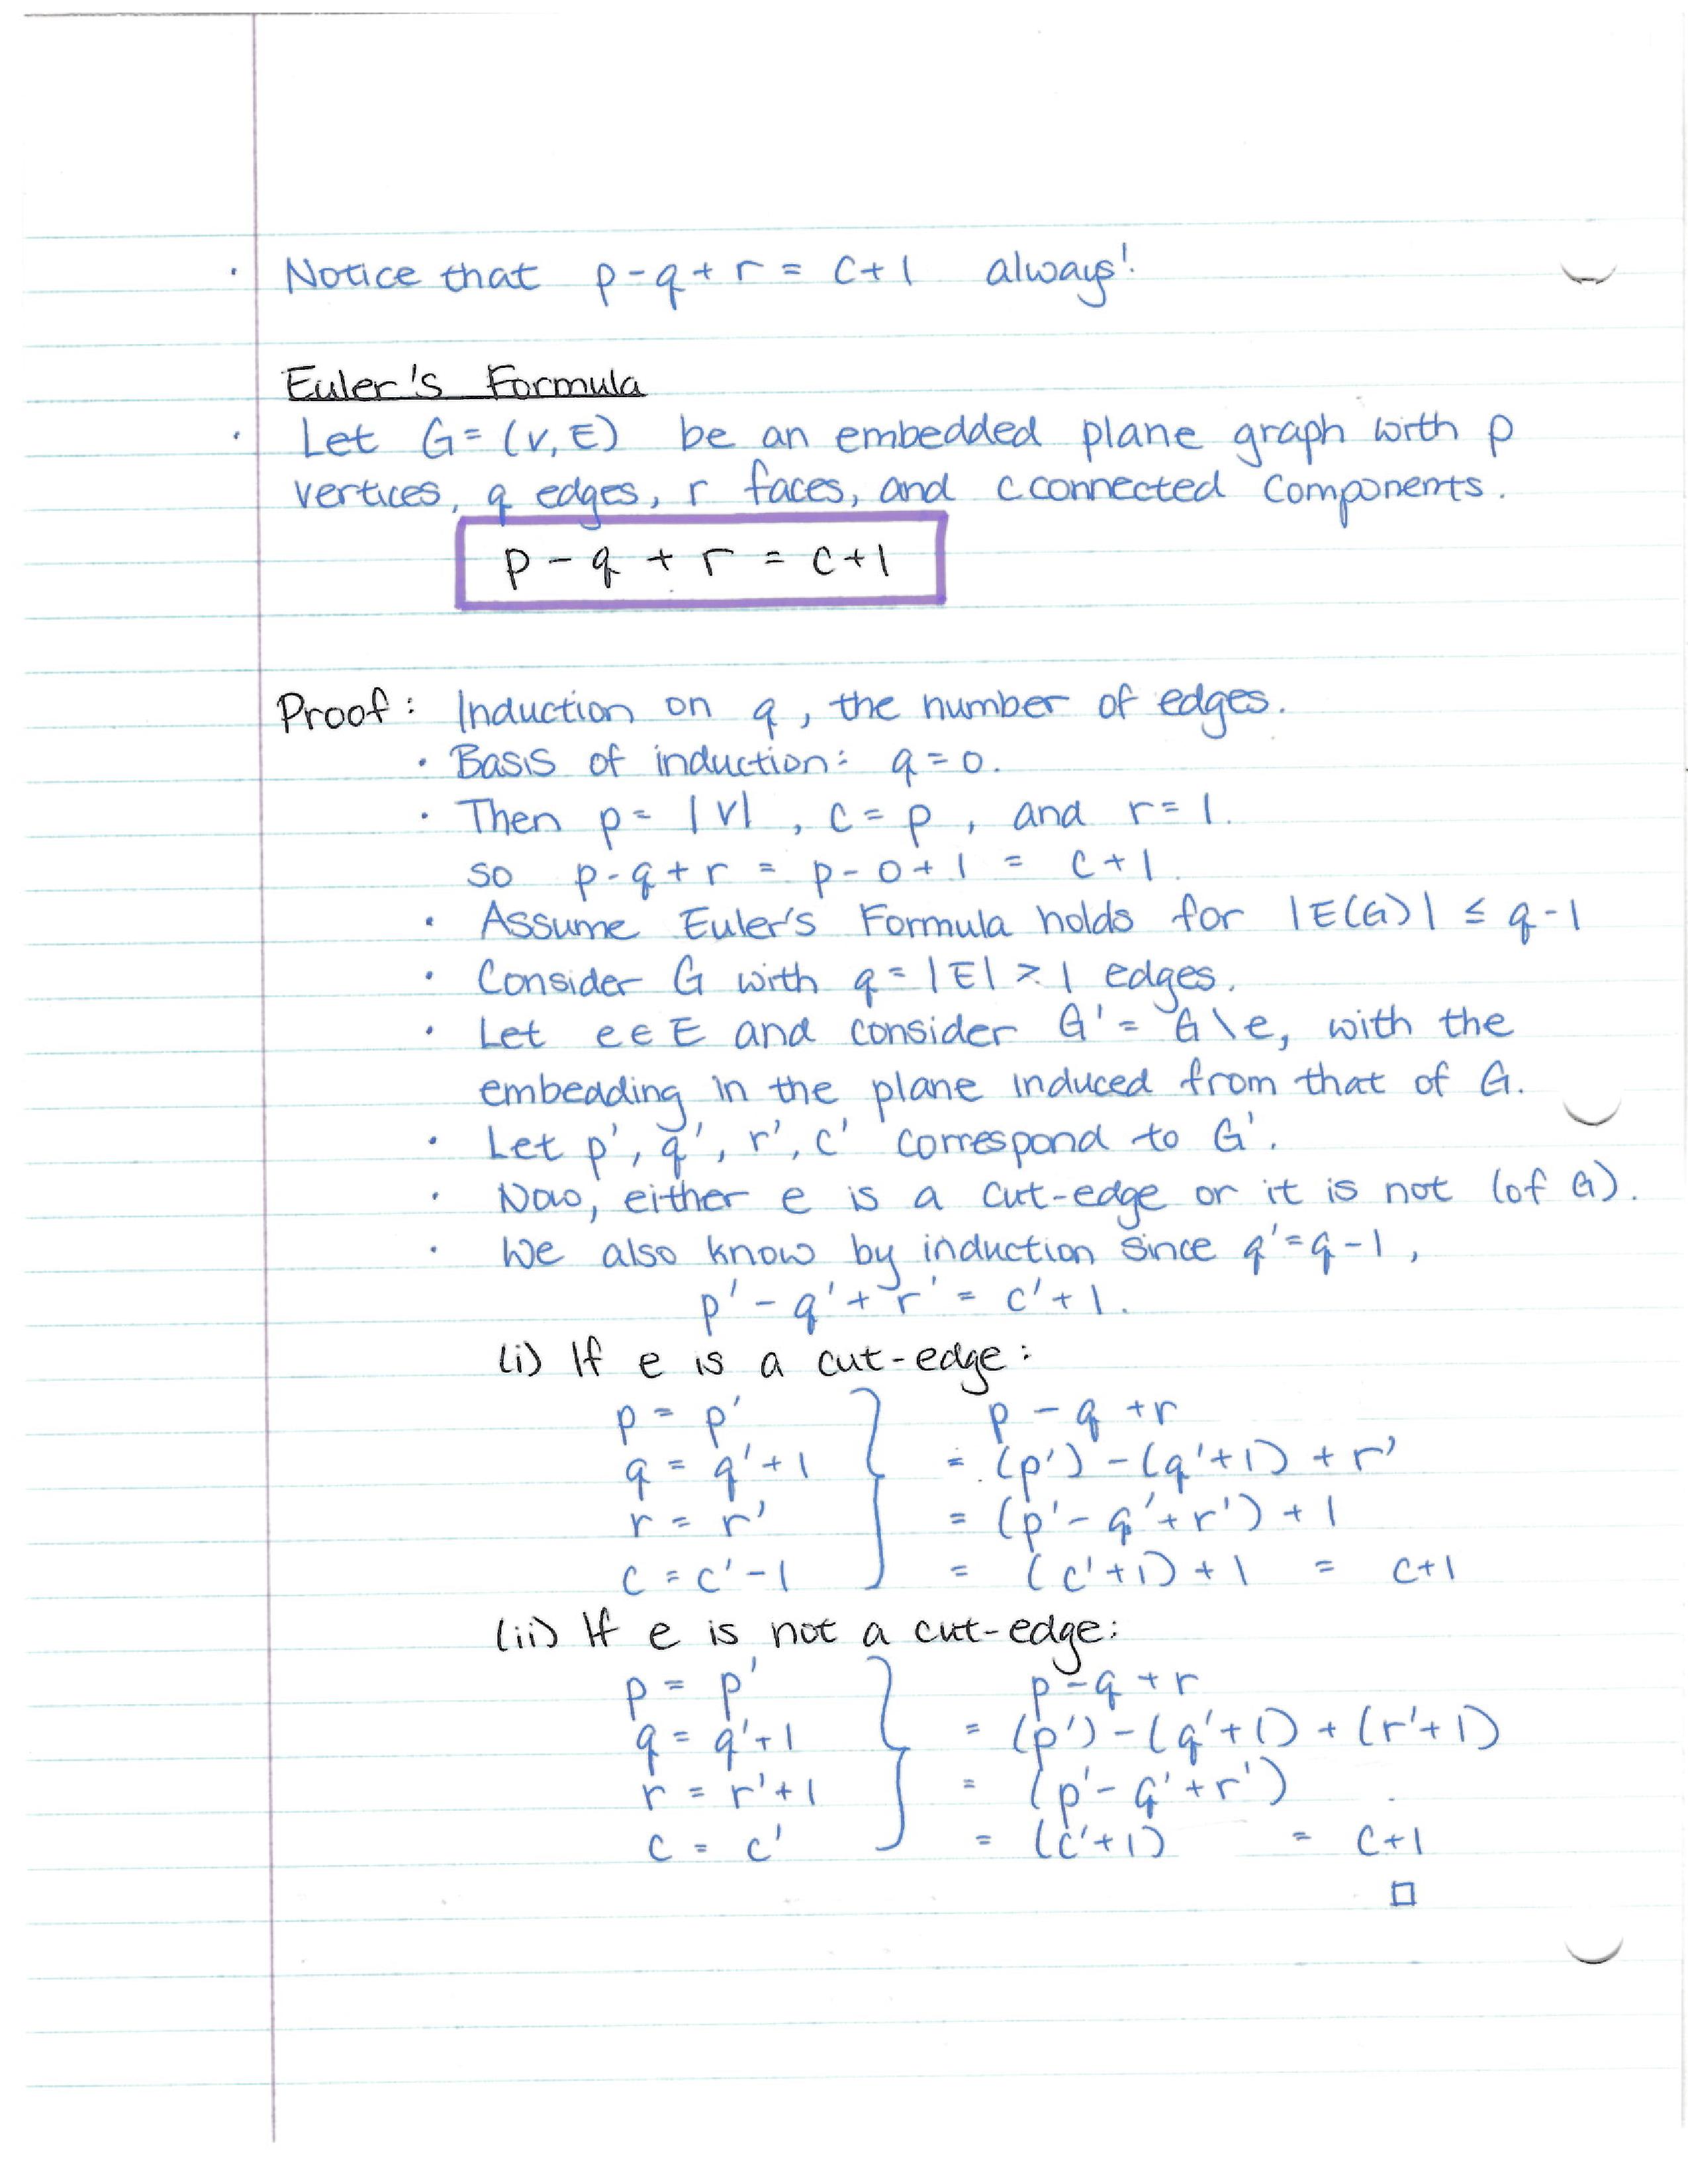 · Notice that p-q+r = c+1 always!
Euler's Formula
· Let G=(V,E) be an embedded plane graph with p
vertices, q edges, r faces, and c connected components.
p - q + r = c+1
Proof: Induction on q, the number of edges.
· Basis of induction: q=0.
· Then p= |V|, c=p, and r=1.
so p-q+r = p-0+1 = c+1.
· Assume Euler's Formula holds for |E(G)| ≤ q-1
· Consider G with q=|E| ≥ 1 edges.
· Let e∈E and consider G'= G\e, with the
embedding in the plane induced from that of G.
· Let p', q', r', c' correspond to G'.
· Now, either e is a cut-edge or it is not (of G).
· We also know by induction since q'=q-1,
p'-q'+r' = c'+1.
(i) If e is a cut-edge:
p = p' p - q + r
q = q'+1 = (p')-(q'+1)+r'
r = r' = (p'-q'+r')+1
c = c'-1 = (c'+1)+1 = c+1
(ii) If e is not a cut-edge:
p = p' p-q+r
q = q'+1 = (p')-(q'+1)+(r'+1)
r = r'+1 = (p'-q'+r')
c = c' = (c'+1) = c+1
□